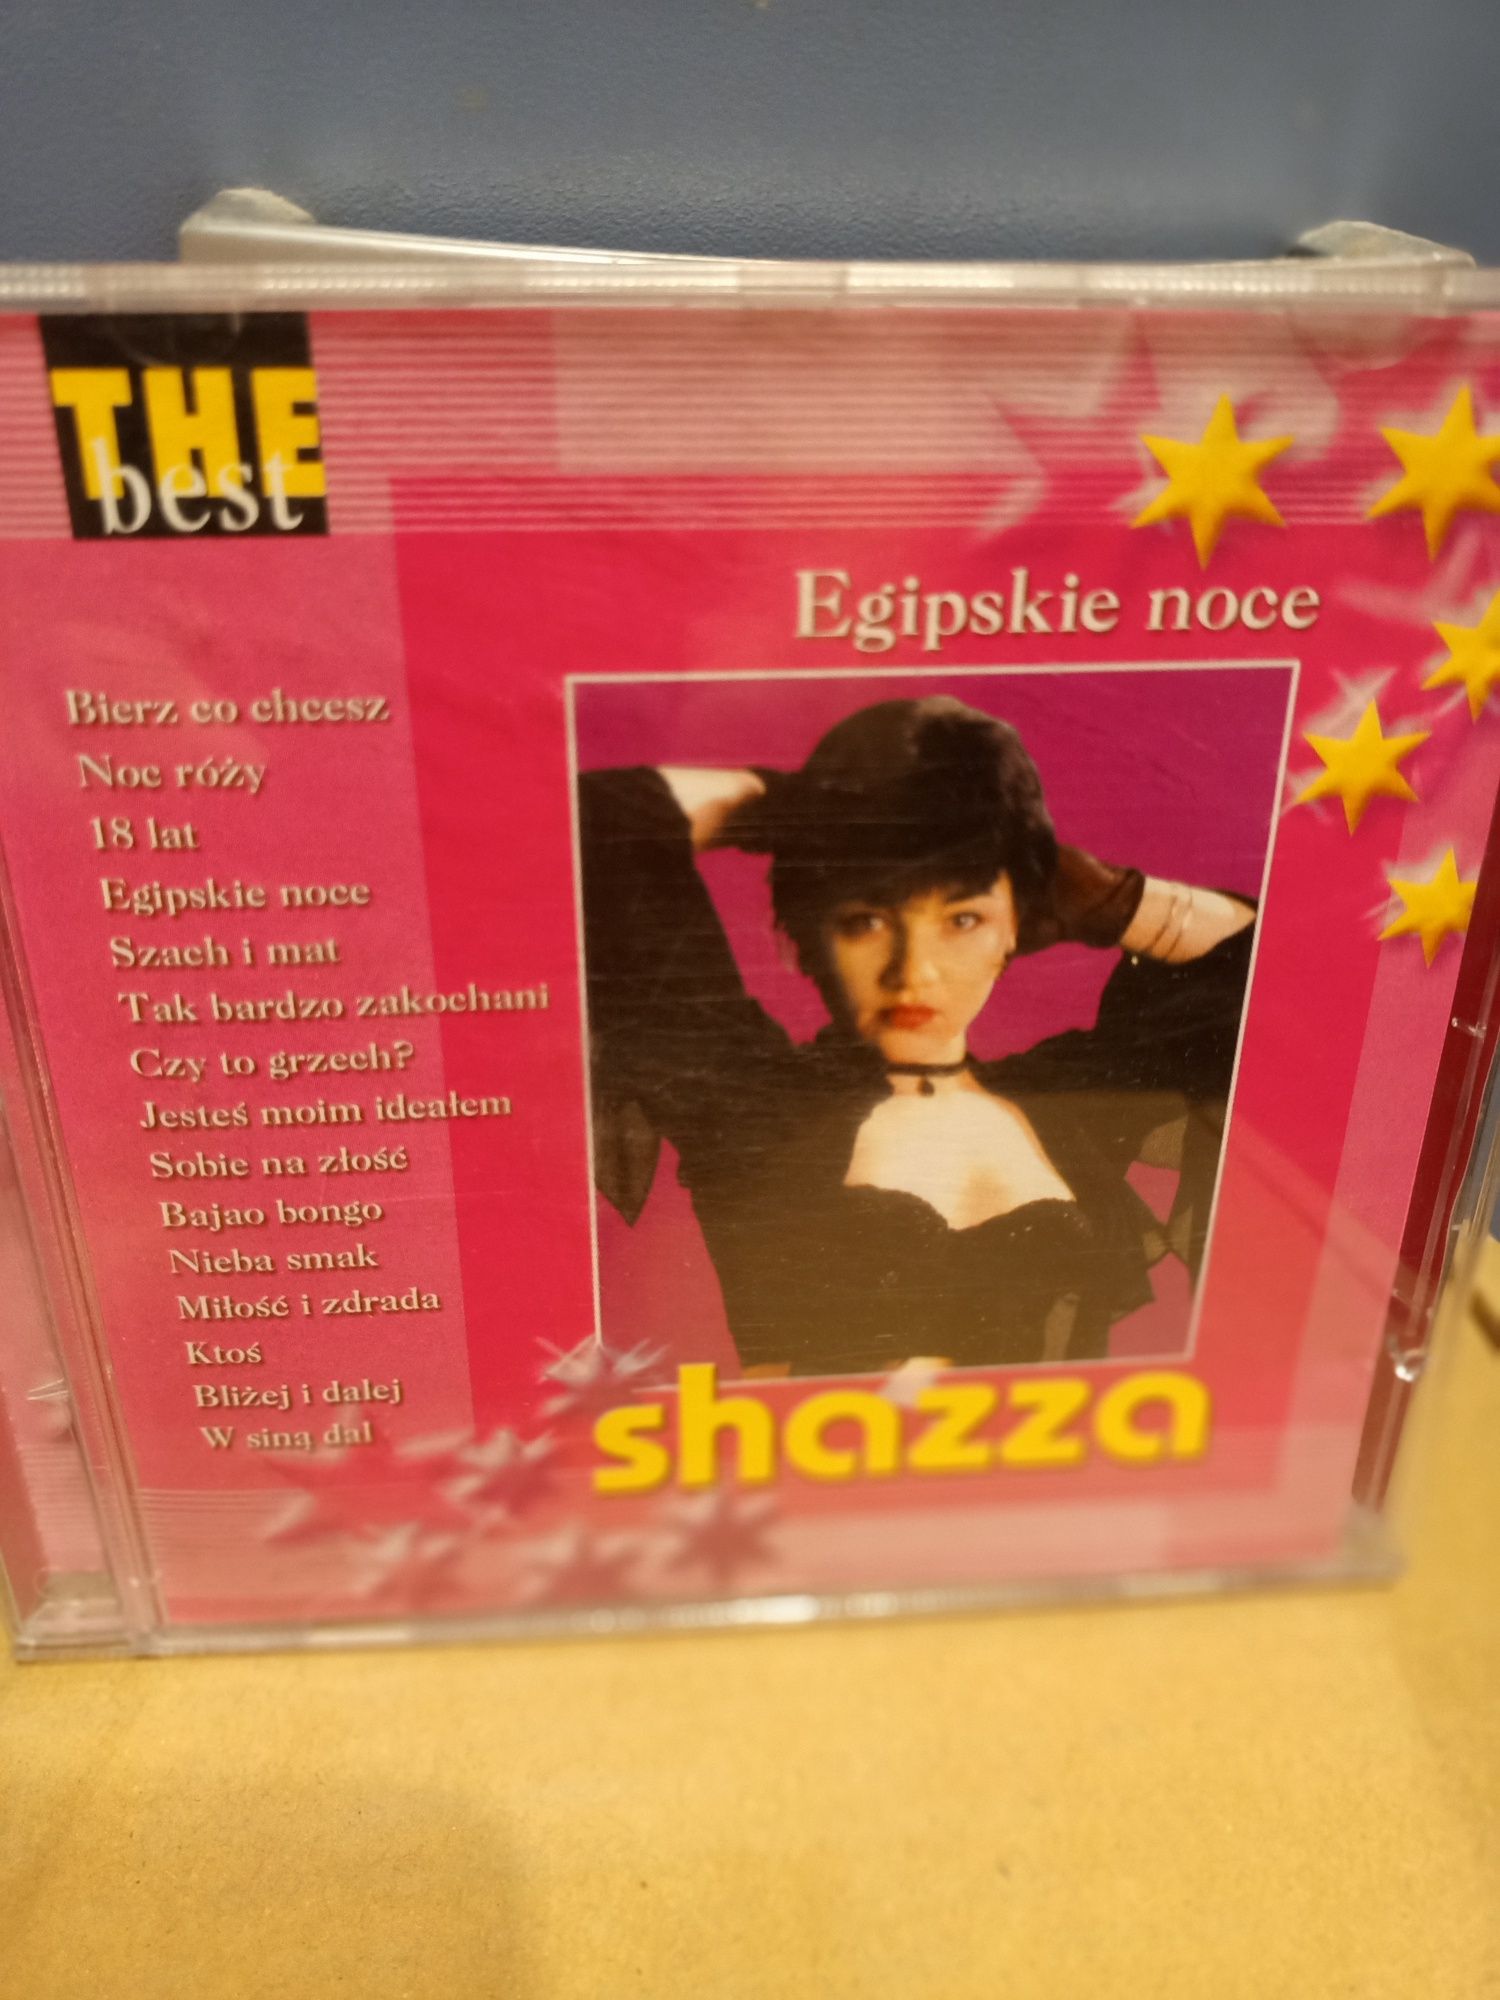 THE
best
Egipskie noce
Bierz co chcesz
Noc róży
18 lat
Egipskie noce
Szach i mat
Tak bardzo zakochani
Czy to grzech?
Jesteś moim ideałem
Sobie na złość
Bajao bongo
Nieba smak
Miłość i zdrada
Ktoś
Bliżej i dalej
W siną dal
shazza